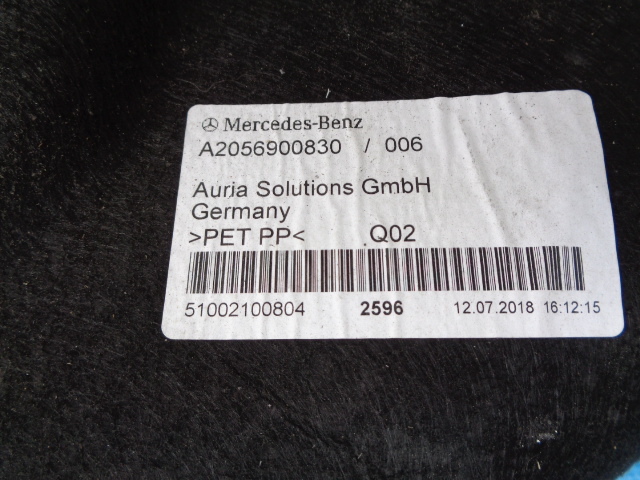 Mercedes-Benz
A2056900830 / 006
Auria Solutions GmbH
Germany
>PET PP< Q02
51002100804 2596 12.07.2018 16:12:15